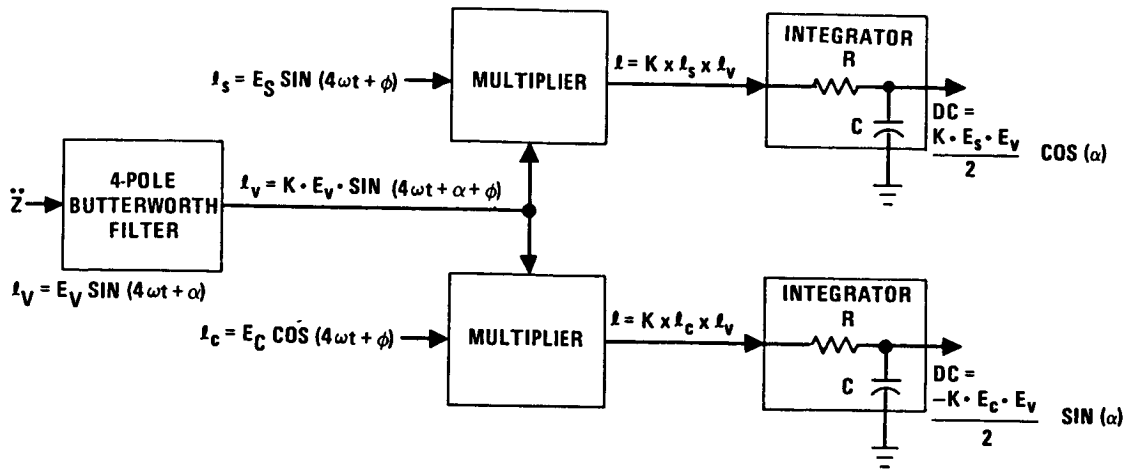 ℓs = ES SIN (4ωt + ϕ)
MULTIPLIER
ℓ = K x ℓs x ℓv
INTEGRATOR
R
C
DC =
K • Es • Ev
2
COS (α)
Z̈
4-POLE
BUTTERWORTH
FILTER
ℓv = K • Ev • SIN (4ωt + α + ϕ)
ℓV = EV SIN (4ωt + α)
ℓc = EC COS (4ωt + ϕ)
MULTIPLIER
ℓ = K x ℓc x ℓv
INTEGRATOR
R
C
DC =
−K • Ec • Ev
2
SIN (α)